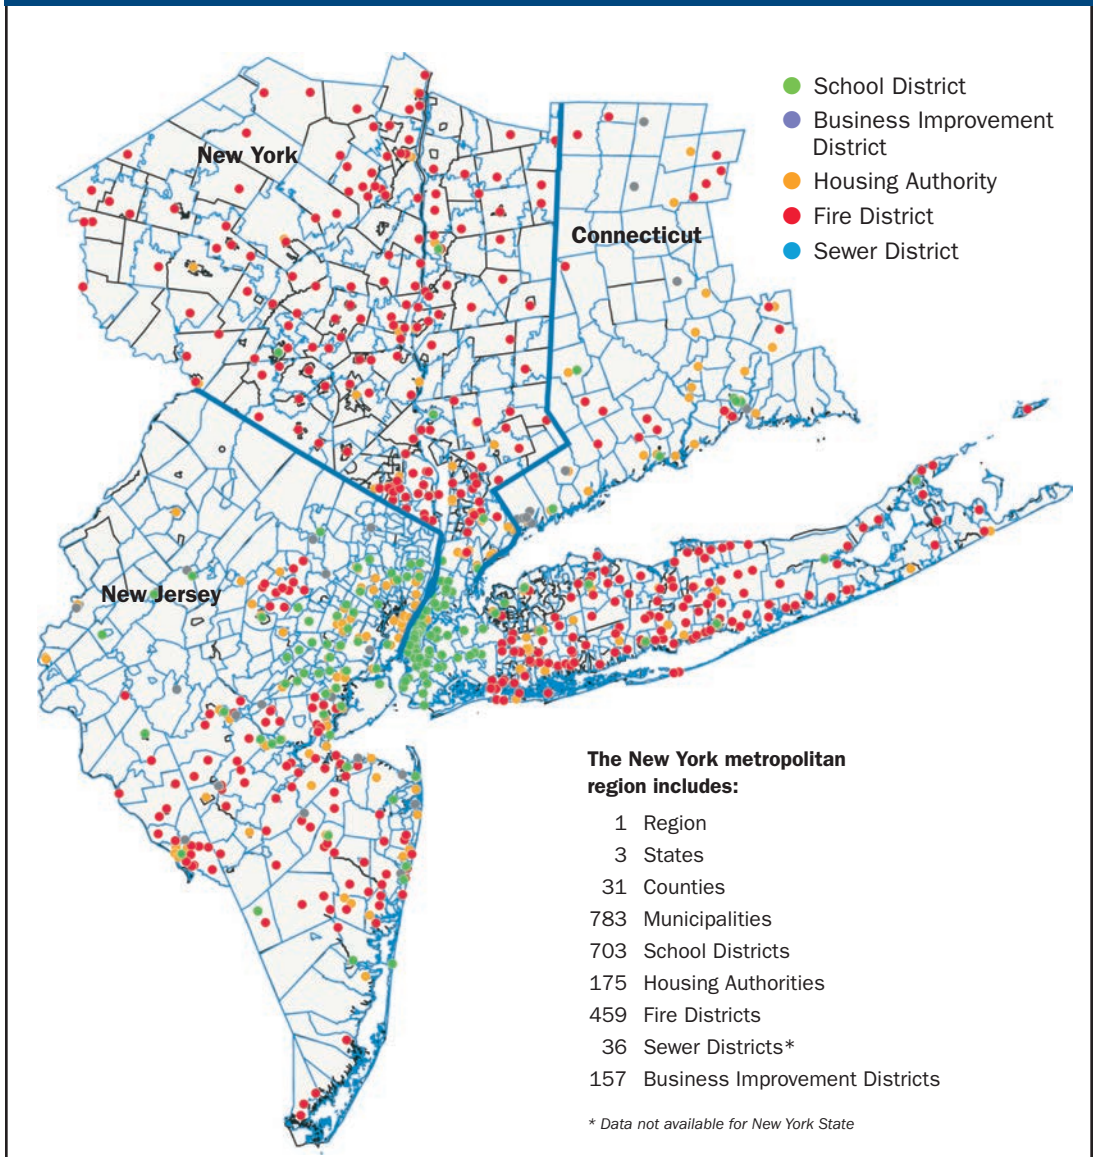 School District
Business Improvement
District
Housing Authority
Fire District
Sewer District
New York
Connecticut
New Jersey
The New York metropolitan
region includes:
1 Region
3 States
31 Counties
783 Municipalities
703 School Districts
175 Housing Authorities
459 Fire Districts
36 Sewer Districts*
157 Business Improvement Districts
* Data not available for New York State